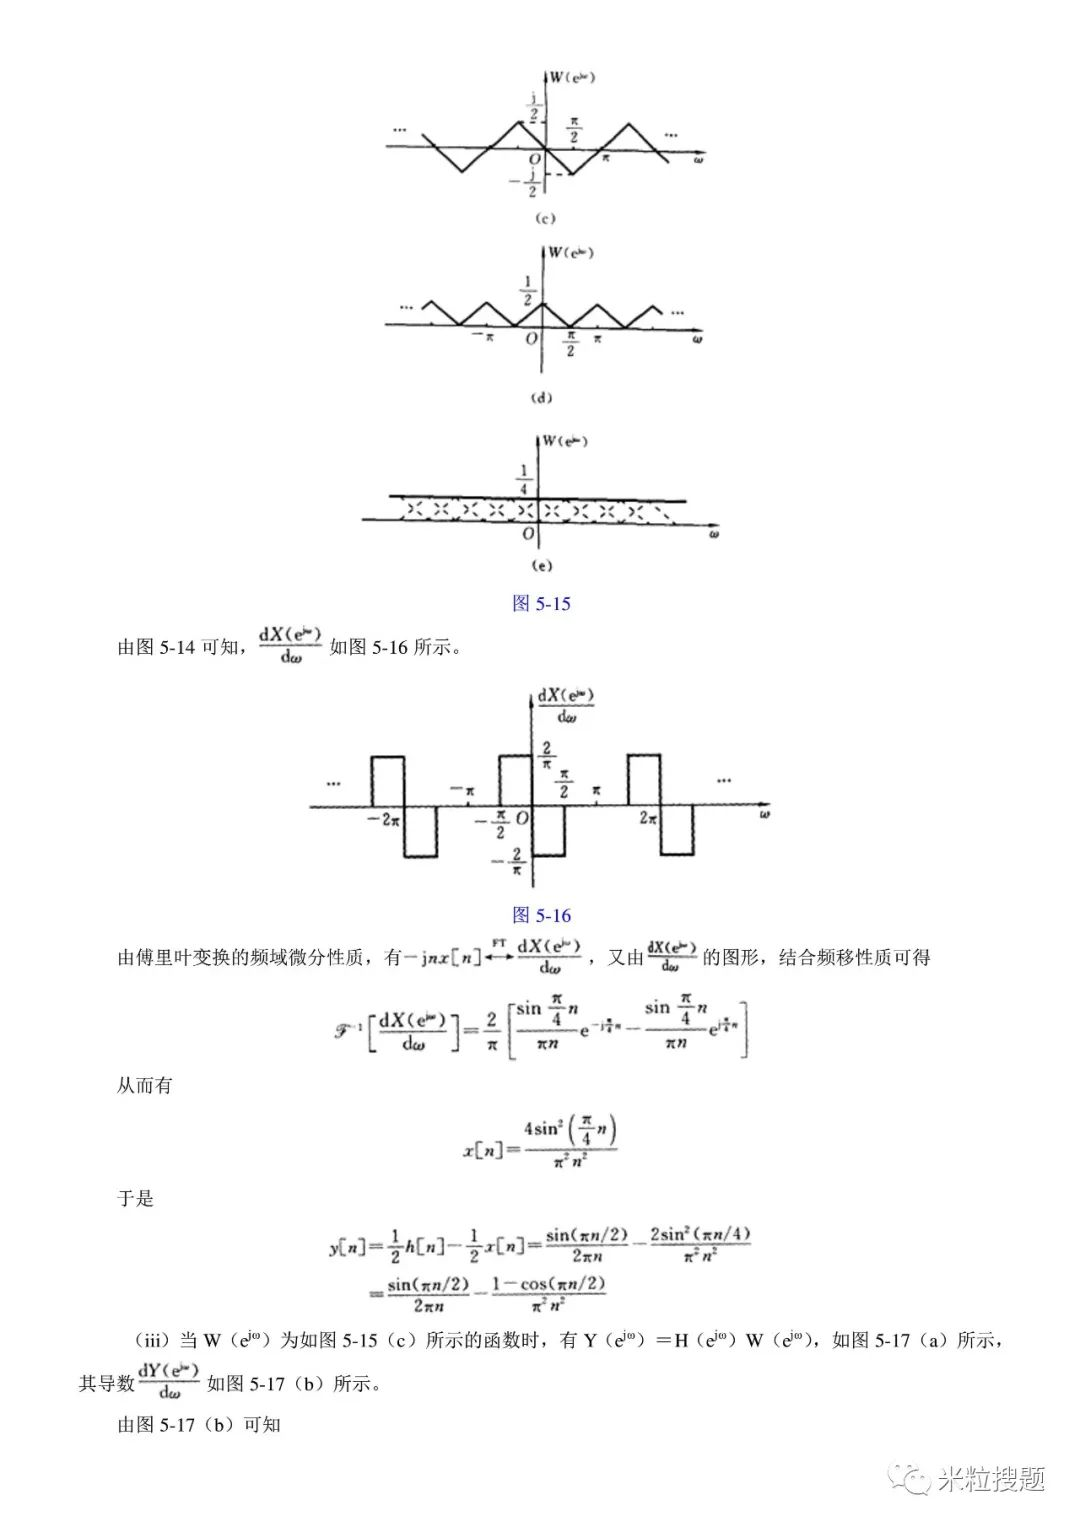 W(e^{jω})
j/2
π/2
...
...
O
π
ω
-j/2
(c)
W(e^{jω})
1/2
...
...
-π
O
π/2
π
ω
(d)
W(e^{jω})
1/4
O
ω
(e)
图 5-15
由图 5-14 可知，dX(e^{jω})/dω 如图 5-16 所示。
dX(e^{jω})/dω
2/π
...
-π
π/2
π
...
-2π
-π/2
O
2π
ω
-2/π
图 5-16
由傅里叶变换的频域微分性质，有 -jnx[n] ↔^{FT} dX(e^{jω})/dω ，又由 dX(e^{jω})/dω 的图形，结合频移性质可得
ℱ^{-1}[dX(e^{jω})/dω] = 2/π [ (sin π/4 n)/(πn) e^{-jπ/4 n} - (sin π/4 n)/(πn) e^{jπ/4 n} ]
从而有
x[n] = 4sin²(π/4 n)/(π²n²)
于是
y[n] = 1/2 h[n] - 1/2 x[n] = sin(πn/2)/(2πn) - 2sin²(πn/4)/(π²n²)
= sin(πn/2)/(2πn) - (1-cos(πn/2))/(π²n²)
（iii）当 W（e^{jω}）为如图 5-15（c）所示的函数时，有 Y（e^{jω}）＝H（e^{jω}）W（e^{jω}），如图 5-17（a）所示，
其导数 dY(e^{jω})/dω 如图 5-17（b）所示。
由图 5-17（b）可知
米粒搜题